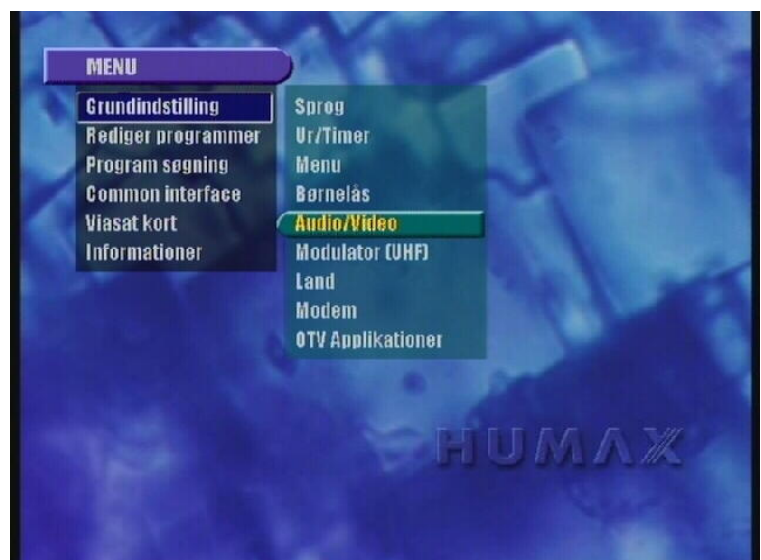 MENU
Grundindstilling
Rediger programmer
Program søgning
Common interface
Viasat kort
Informationer
Sprog
Ur/Timer
Menu
Børnelås
Audio/Video
Modulator (UHF)
Land
Modem
OTV Applikationer
HUMAX